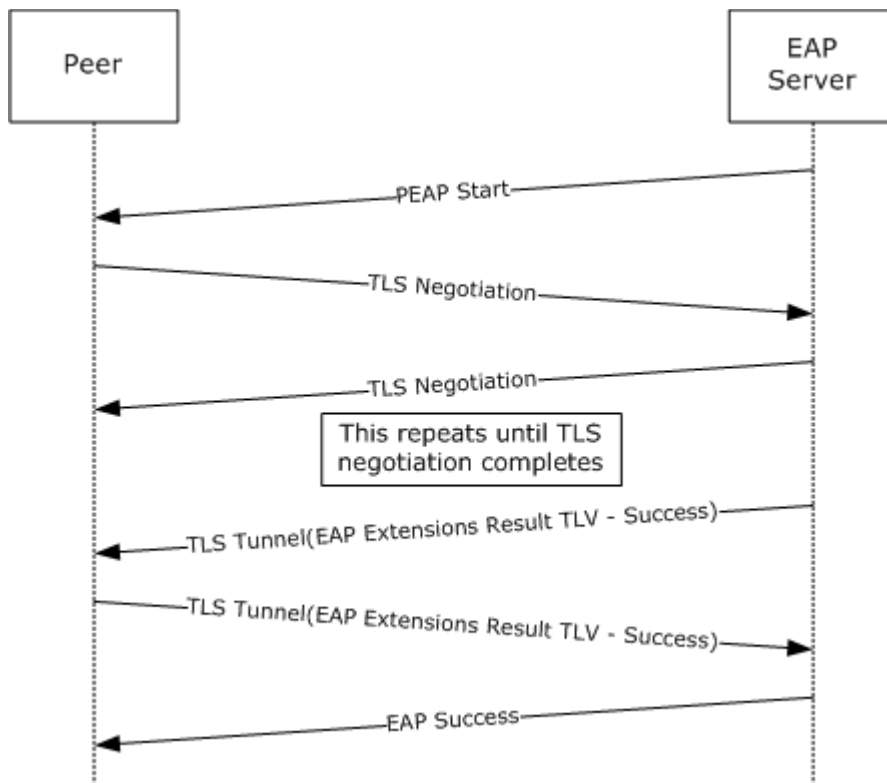 Peer
EAP
Server
PEAP Start
TLS Negotiation
TLS Negotiation
This repeats until TLS
negotiation completes
TLS Tunnel(EAP Extensions Result TLV - Success)
TLS Tunnel(EAP Extensions Result TLV - Success)
EAP Success